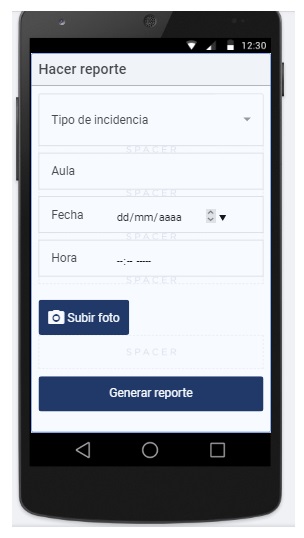 12:30
Hacer reporte
Tipo de incidencia
SPACER
Aula
SPACER
Fecha dd/mm/aaaa
SPACER
Hora --:-- -----
SPACER
Subir foto
SPACER
Generar reporte